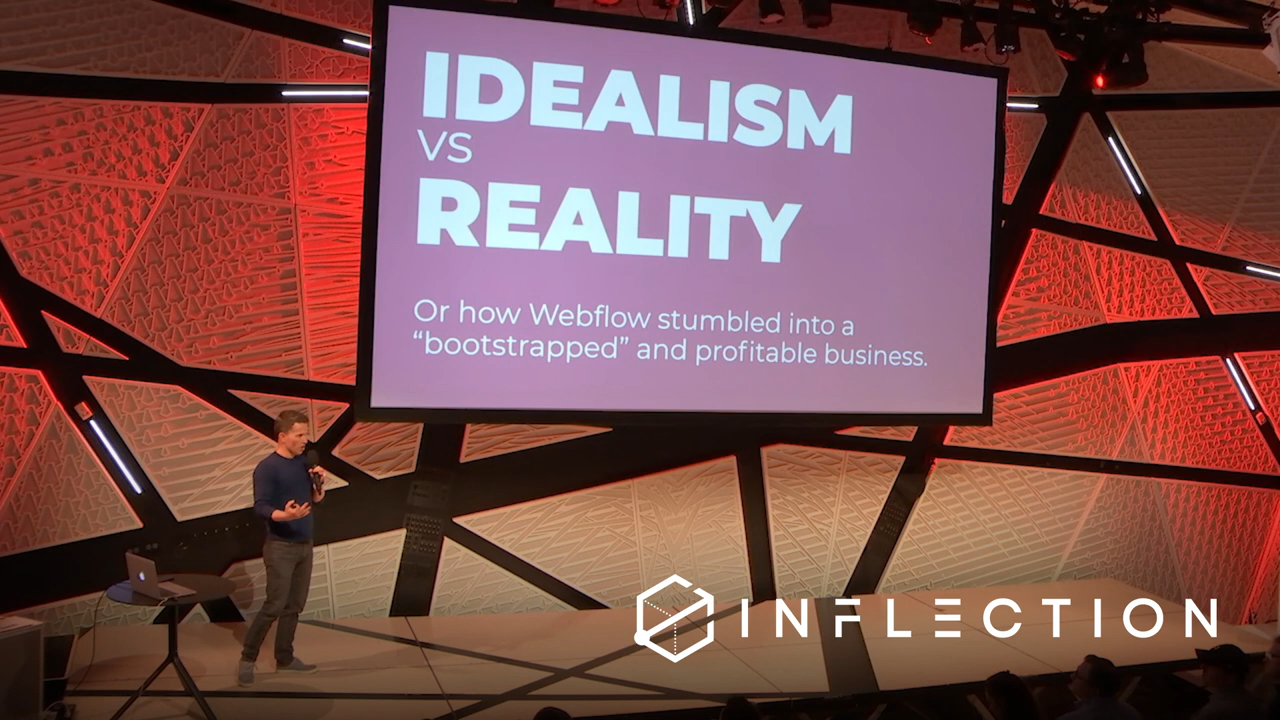 IDEALISM
VS
REALITY
Or how Webflow stumbled into a
“bootstrapped” and profitable business.
INFLECTION